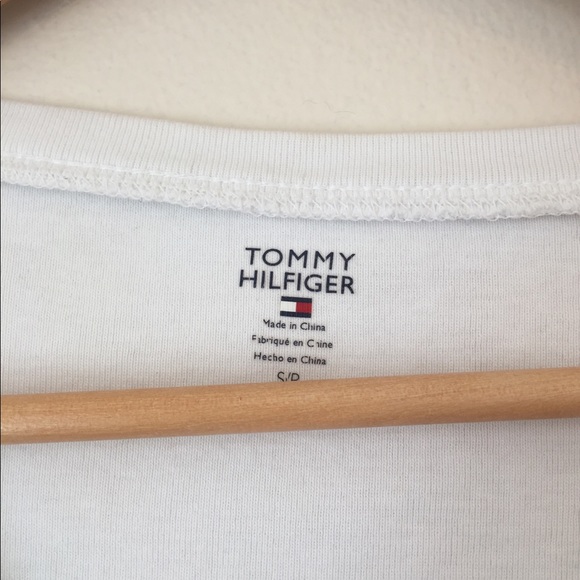 TOMMY
HILFIGER
Made in China
Fabriqué en Chine
Hecho en China
S/P